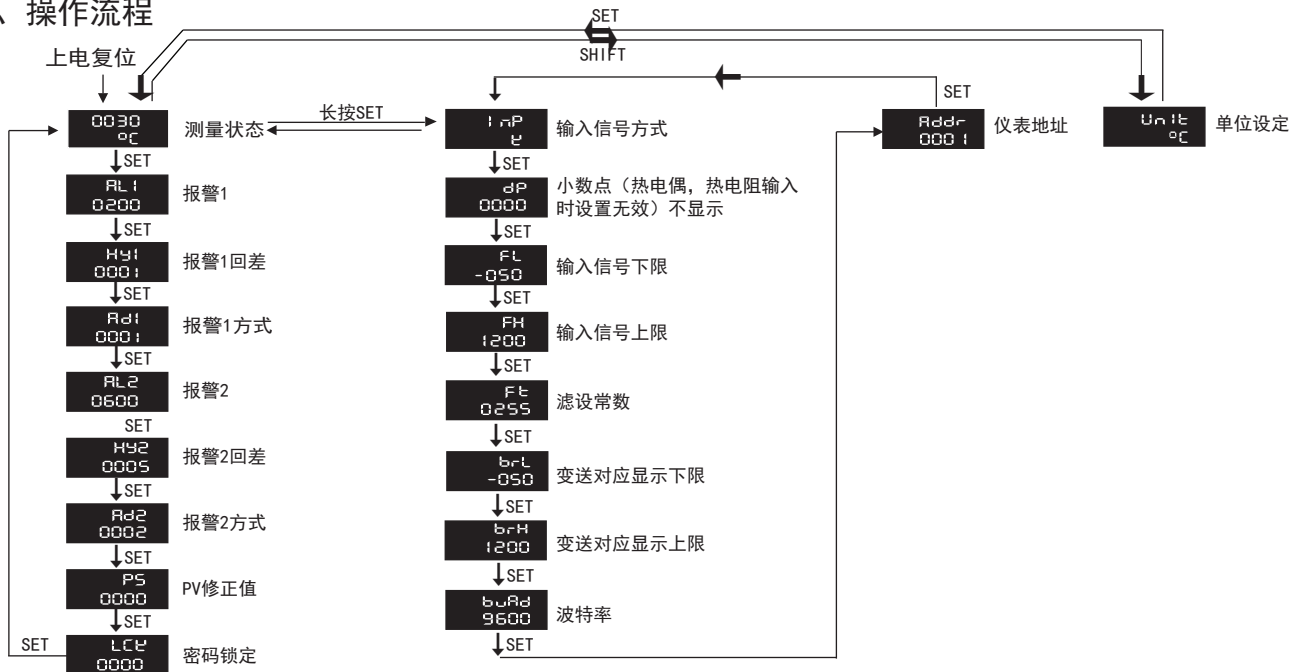 、操作流程
SET
SHIFT
上电复位
0030
℃
测量状态
长按SET
SET
AL1
0200
报警1
SET
HY1
0001
报警1回差
SET
Ad1
0001
报警1方式
SET
AL2
0600
报警2
SET
HY2
0005
报警2回差
SET
Ad2
0002
报警2方式
SET
PS
0000
PV修正值
SET
SET
LCK
0000
密码锁定
InP
K
输入信号方式
SET
dP
0000
小数点（热电偶，热电阻输入
时设置无效）不显示
SET
FL
-050
输入信号下限
SET
FH
1200
输入信号上限
SET
Ft
0255
滤设常数
SET
brL
-050
变送对应显示下限
SET
brH
1200
变送对应显示上限
SET
buAd
9600
波特率
SET
SET
Addr
0001
仪表地址
Unit
℃
单位设定